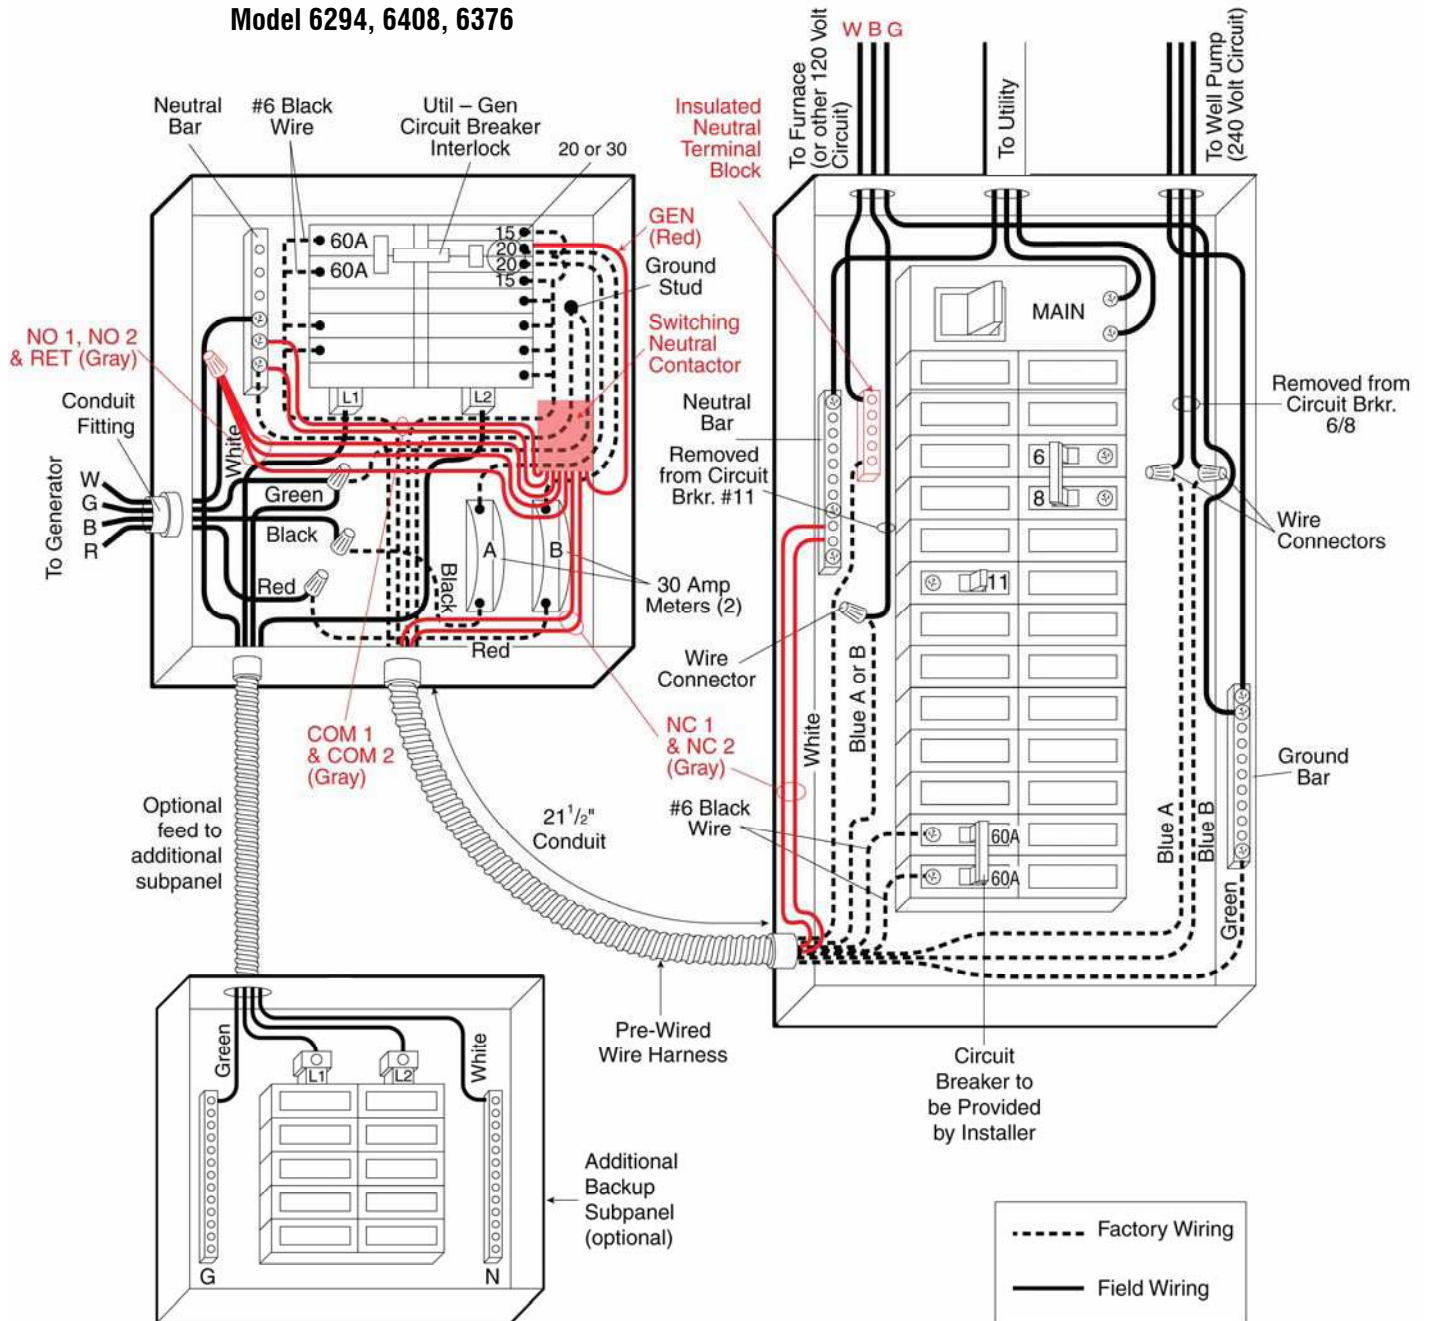 Model 6294, 6408, 6376
Neutral
Bar
#6 Black
Wire
Util – Gen
Circuit Breaker
Interlock
20 or 30
60A
60A
15
20
20
15
GEN
(Red)
Ground
Stud
Switching
Neutral
Contactor
NO 1, NO 2
& RET (Gray)
Conduit
Fitting
To Generator
W
G
B
R
L1
L2
White
Green
Black
Red
Black
A
B
30 Amp
Meters (2)
Red
COM 1
& COM 2
(Gray)
NC 1
& NC 2
(Gray)
#6 Black
Wire
Optional
feed to
additional
subpanel
21 1/2"
Conduit
Pre-Wired
Wire Harness
W B G
To Furnace
(or other 120 Volt
Circuit)
To Utility
To Well Pump
(240 Volt Circuit)
Insulated
Neutral
Terminal
Block
MAIN
Neutral
Bar
Removed
from Circuit
Brkr. #11
Removed from
Circuit Brkr.
6/8
6
8
11
Wire
Connectors
Wire
Connector
White
Blue A or B
60A
60A
Blue A
Blue B
Green
Ground
Bar
Circuit
Breaker to
be Provided
by Installer
Green
L1
L2
White
G
N
Additional
Backup
Subpanel
(optional)
Factory Wiring
Field Wiring